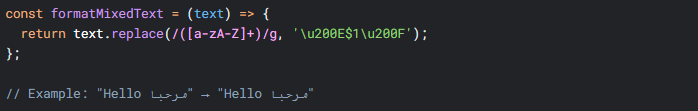 const formatMixedText = (text) => {
  return text.replace(/([a-zA-Z]+)/g, '\u200E$1\u200F');
};
// Example: "Hello مرحبا" → "Hello مرحبا"